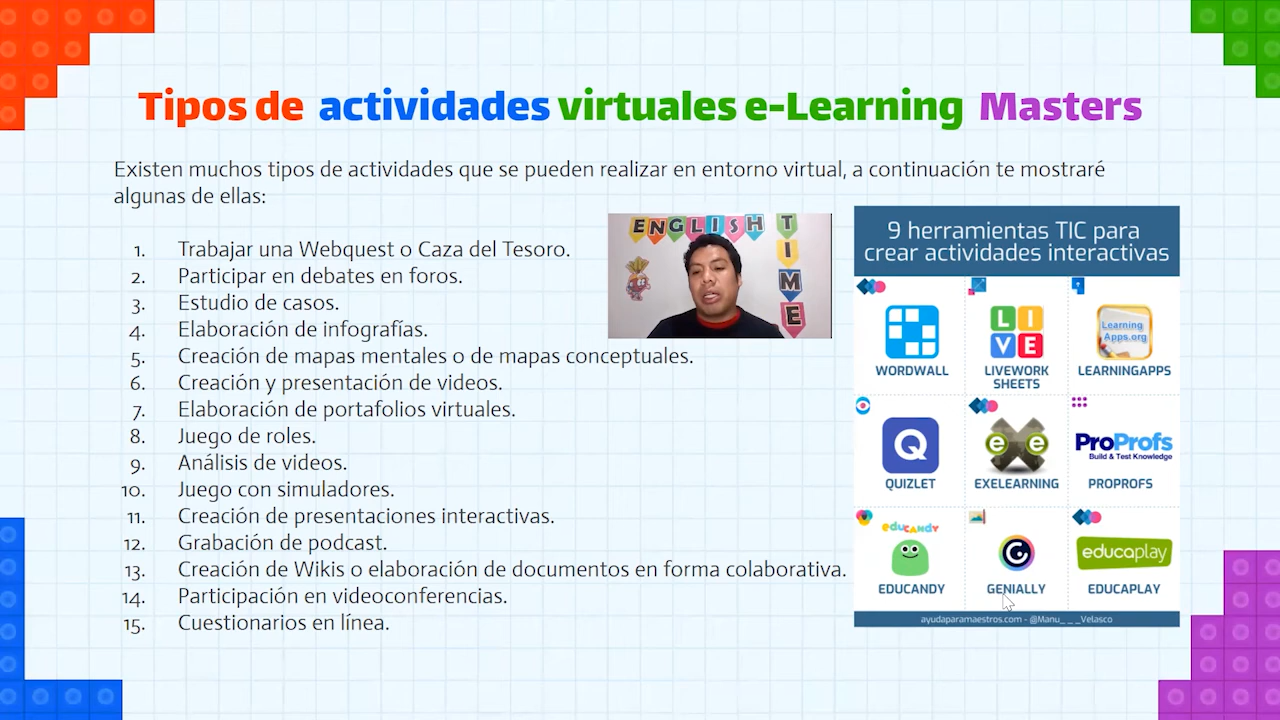 Tipos de actividades virtuales e-Learning Masters
Existen muchos tipos de actividades que se pueden realizar en entorno virtual, a continuación te mostraré
algunas de ellas:
1. Trabajar una Webquest o Caza del Tesoro.
2. Participar en debates en foros.
3. Estudio de casos.
4. Elaboración de infografías.
5. Creación de mapas mentales o de mapas conceptuales.
6. Creación y presentación de videos.
7. Elaboración de portafolios virtuales.
8. Juego de roles.
9. Análisis de videos.
10. Juego con simuladores.
11. Creación de presentaciones interactivas.
12. Grabación de podcast.
13. Creación de Wikis o elaboración de documentos en forma colaborativa.
14. Participación en videoconferencias.
15. Cuestionarios en línea.
ENGLISH
TIME
9 herramientas TIC para
crear actividades interactivas
WORDWALL
LIVE
LIVEWORK
SHEETS
Learning
Apps.org
LEARNINGAPPS
Q
QUIZLET
eXe
EXELEARNING
ProProfs
Build & Test Knowledge
PROPROFS
educandy
EDUCANDY
GENIALLY
educaplay
EDUCAPLAY
ayudaparamaestros.com - @Manu_ _ _Velasco